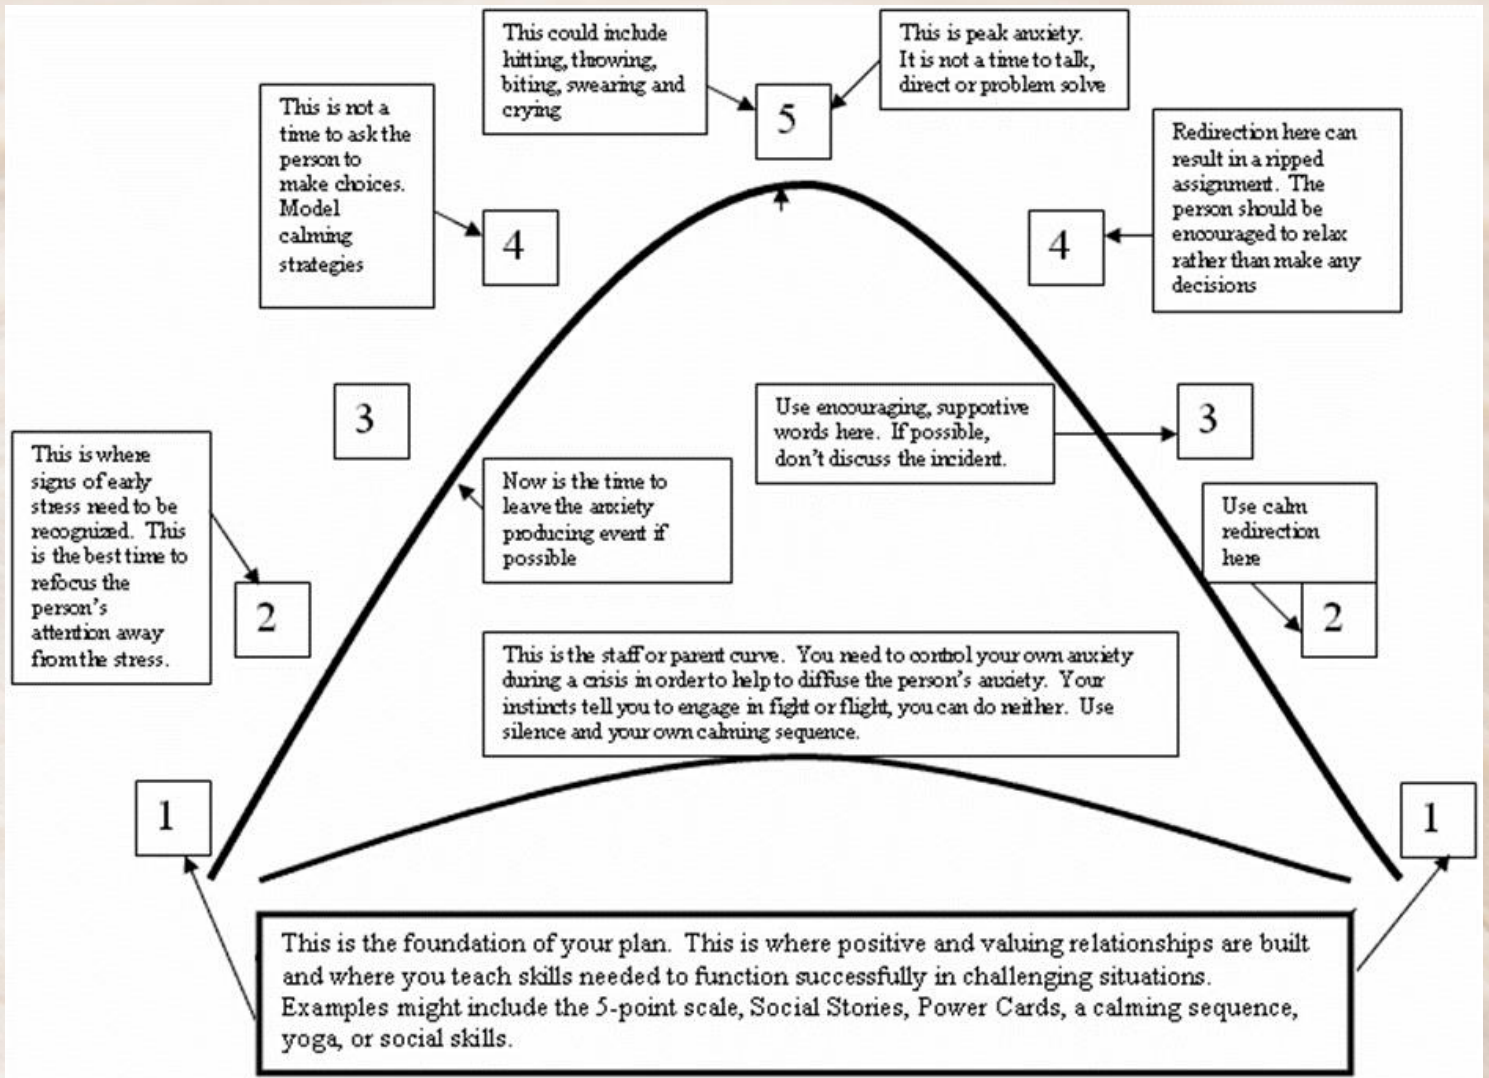 This could include
hitting, throwing,
biting, swearing and
crying
This is peak anxiety.
It is not a time to talk,
direct or problem solve
5
This is not a
time to ask the
person to
make choices.
Model
calming
strategies
4
4
Redirection here can
result in a ripped
assignment. The
person should be
encouraged to relax
rather than make any
decisions
3
Use encouraging, supportive
words here. If possible,
don't discuss the incident.
3
This is where
signs of early
stress need to be
recognized. This
is the best time to
refocus the
person's
attention away
from the stress.
Now is the time to
leave the anxiety
producing event if
possible
Use calm
redirection
here
2
2
This is the staff or parent curve. You need to control your own anxiety
during a crisis in order to help to diffuse the person's anxiety. Your
instincts tell you to engage in fight or flight, you can do neither. Use
silence and your own calming sequence.
1
1
This is the foundation of your plan. This is where positive and valuing relationships are built
and where you teach skills needed to function successfully in challenging situations.
Examples might include the 5-point scale, Social Stories, Power Cards, a calming sequence,
yoga, or social skills.